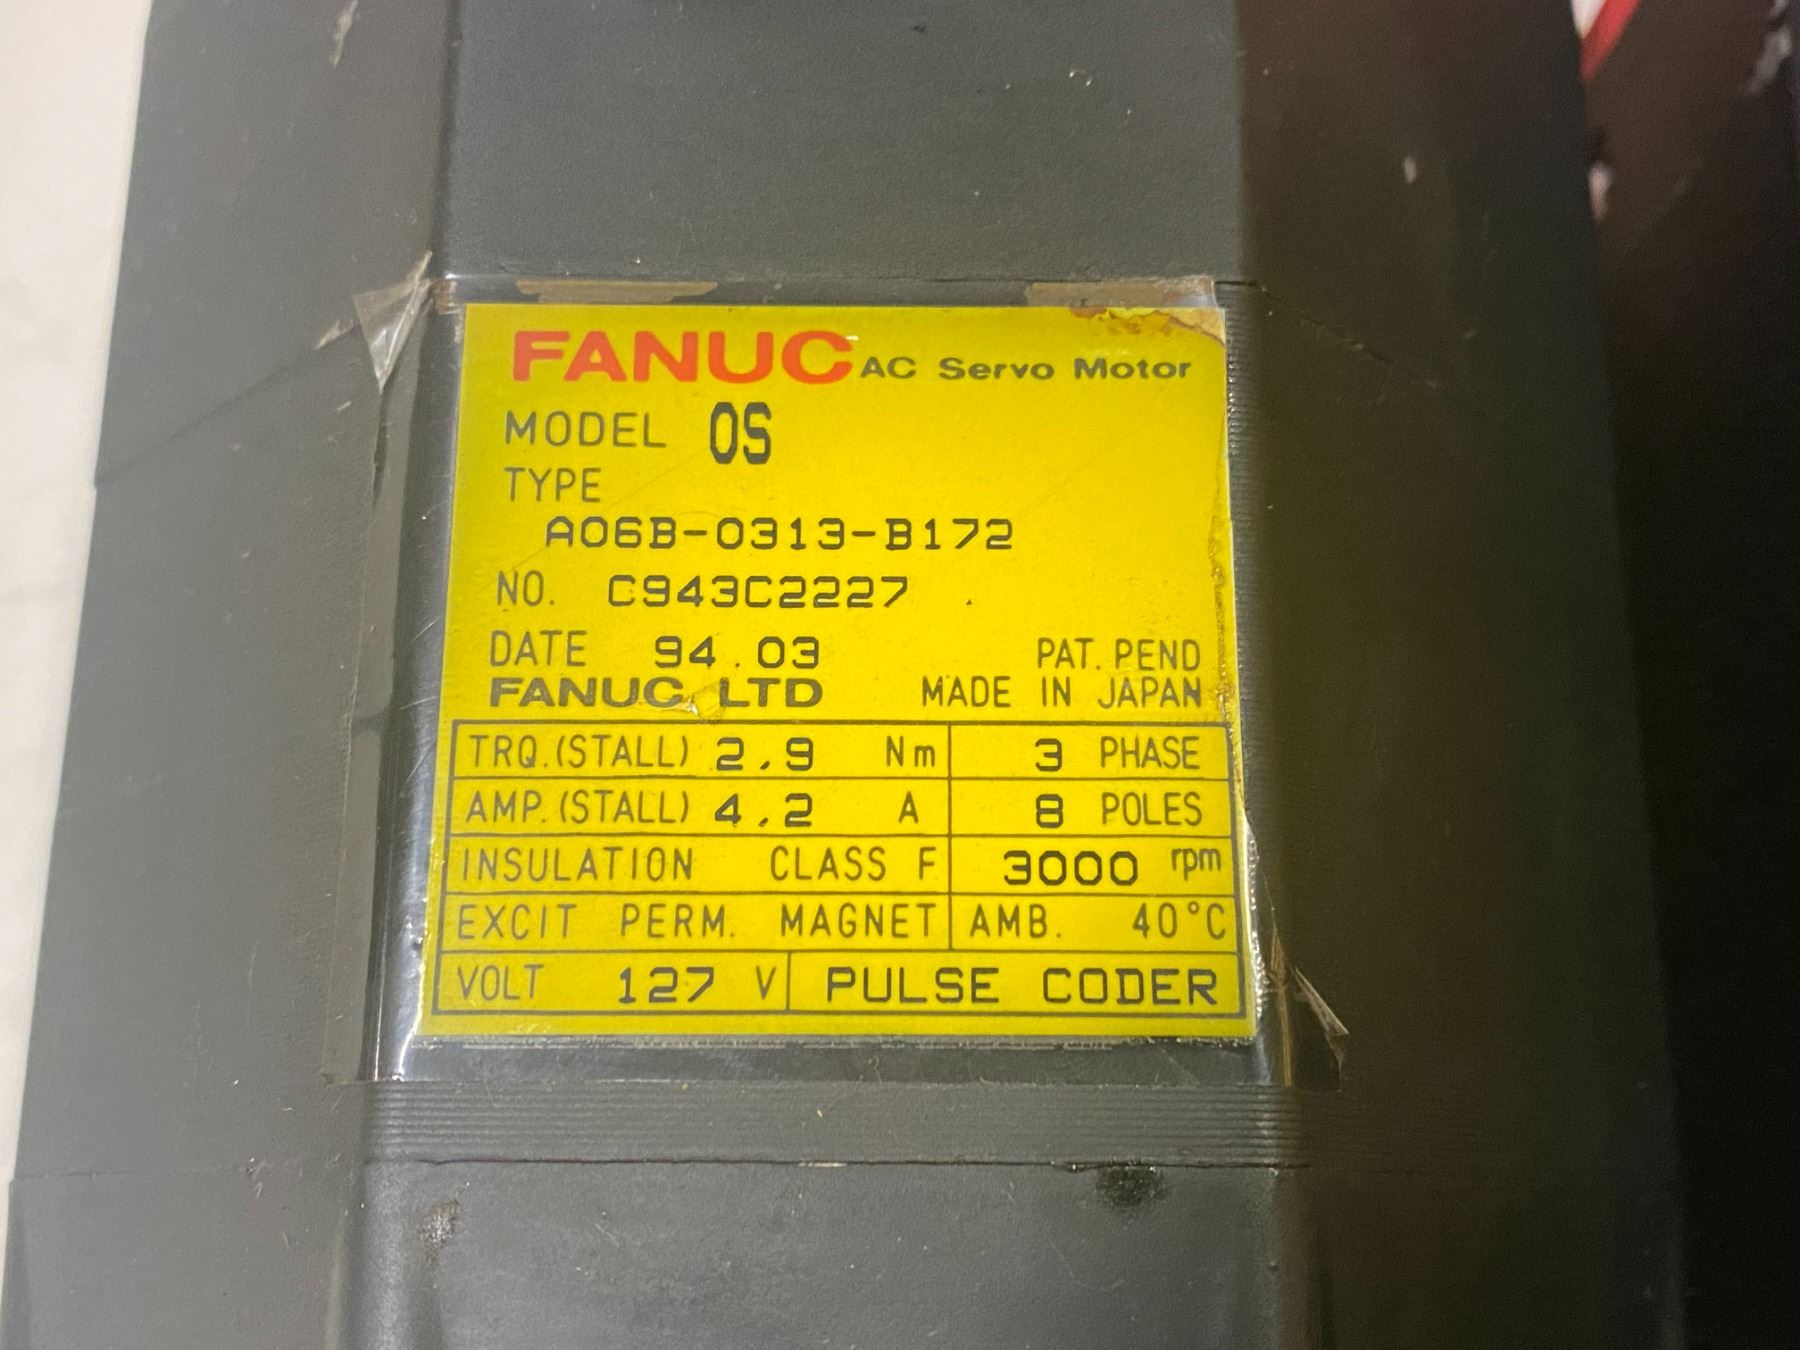 FANUC AC Servo Motor
MODEL 0S
TYPE
A06B-0313-B172
NO. C943C2227
DATE 94.03 PAT. PEND
FANUC LTD MADE IN JAPAN
TRQ.(STALL) 2.9 Nm 3 PHASE
AMP.(STALL) 4.2 A 8 POLES
INSULATION CLASS F 3000 rpm
EXCIT PERM. MAGNET AMB. 40°C
VOLT 127 V PULSE CODER